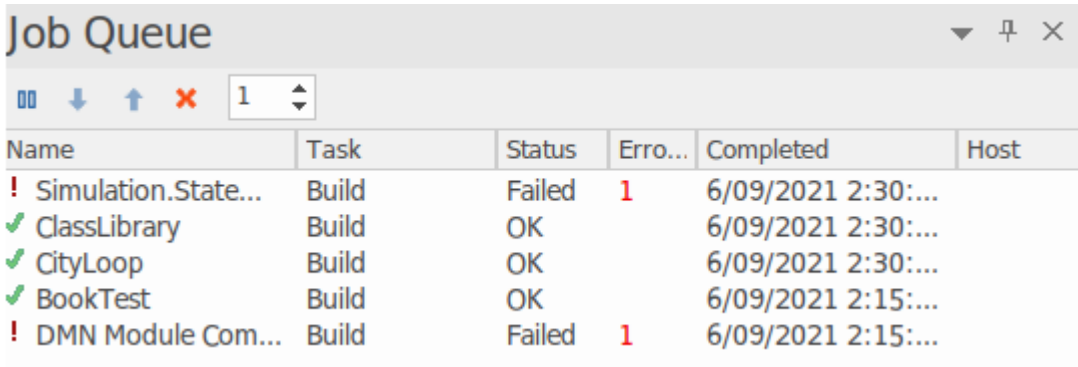 Job Queue
1
Name Task Status Erro... Completed Host
! Simulation.State... Build Failed 1 6/09/2021 2:30:...
ClassLibrary Build OK 6/09/2021 2:30:...
CityLoop Build OK 6/09/2021 2:30:...
BookTest Build OK 6/09/2021 2:15:...
! DMN Module Com... Build Failed 1 6/09/2021 2:15:...